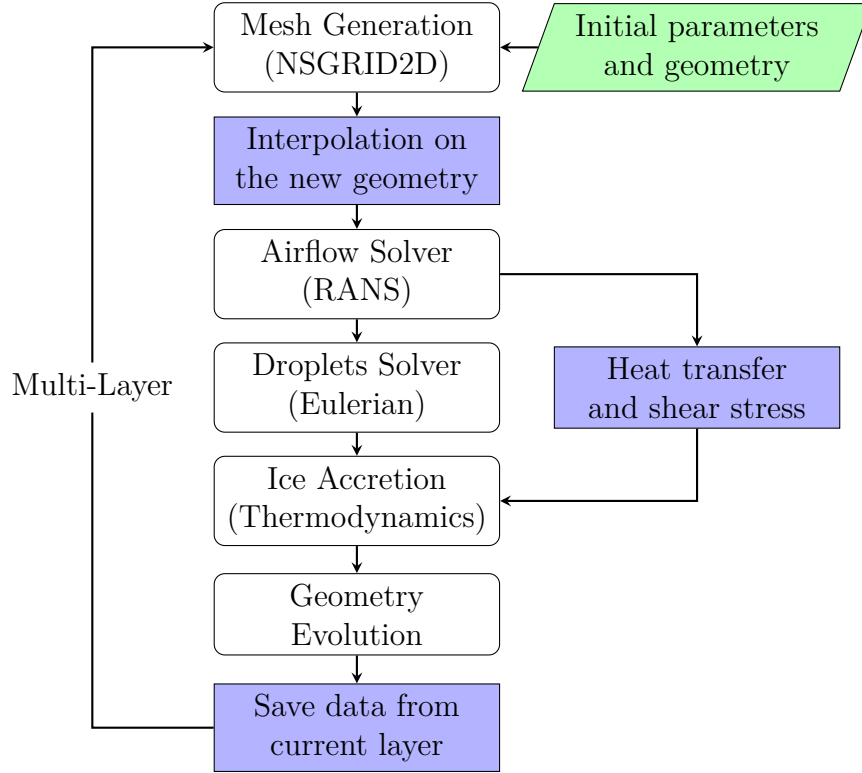 Mesh Generation
(NSGRID2D)
Initial parameters
and geometry
Interpolation on
the new geometry
Airflow Solver
(RANS)
Droplets Solver
(Eulerian)
Multi-Layer
Heat transfer
and shear stress
Ice Accretion
(Thermodynamics)
Geometry
Evolution
Save data from
current layer